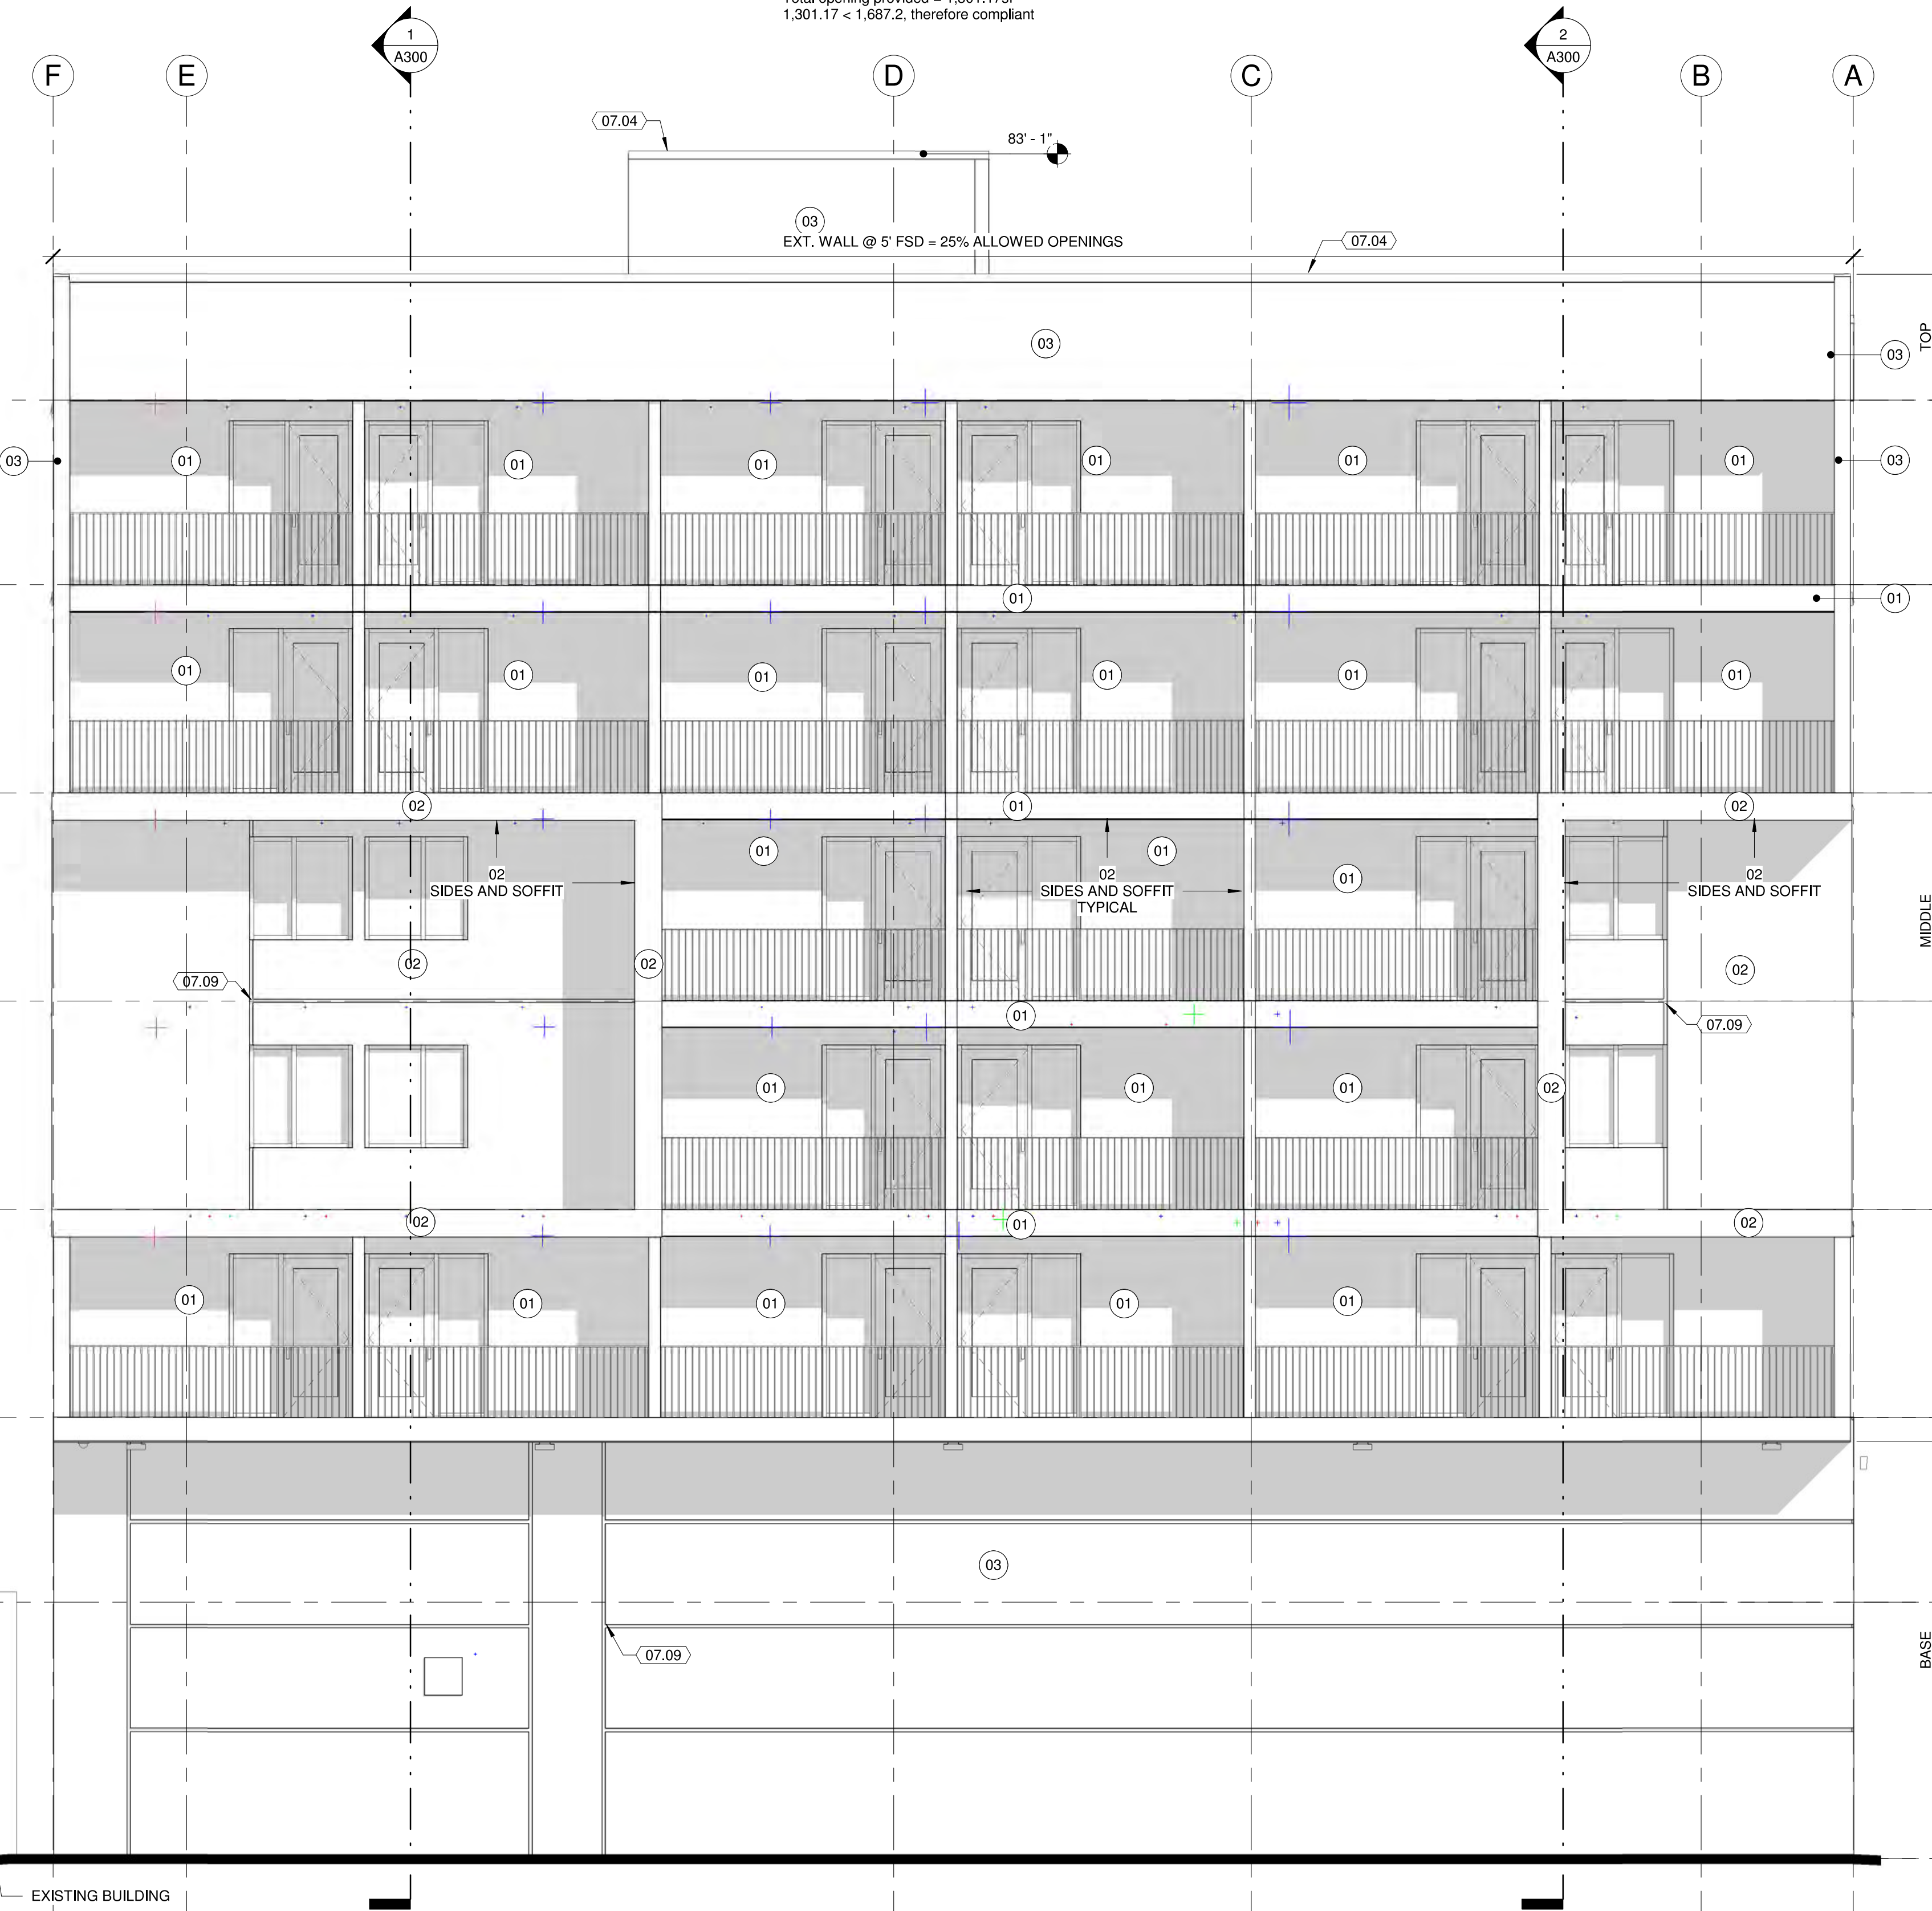 1,301.17 < 1,687.2, therefore compliant
1
A300
2
A300
F
E
D
C
B
A
07.04
83' - 1"
03
EXT. WALL @ 5' FSD = 25% ALLOWED OPENINGS
07.04
03
03
TOP
03
01
01
01
01
01
01
03
01
01
01
01
01
01
01
01
01
02
01
02
01
01
01
02
SIDES AND SOFFIT
02
SIDES AND SOFFIT
TYPICAL
02
SIDES AND SOFFIT
MIDDLE
02
02
02
07.09
01
07.09
01
01
01
02
02
01
02
01
01
01
01
01
03
07.09
BASE
EXISTING BUILDING